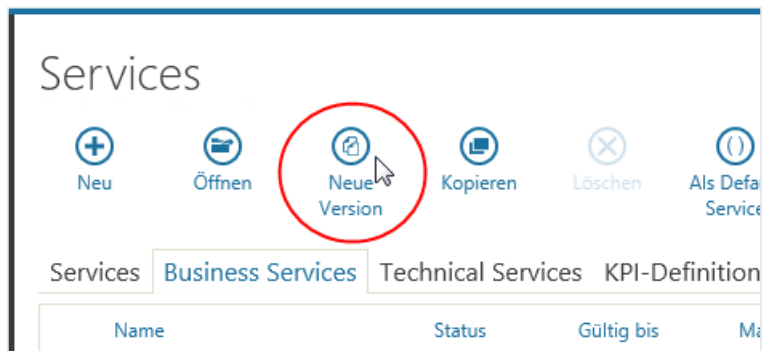 Services
Neu Öffnen Neue Version Kopieren Löschen Als Defa
Service
Services Business Services Technical Services KPI-Definition
Name Status Gültig bis Ma